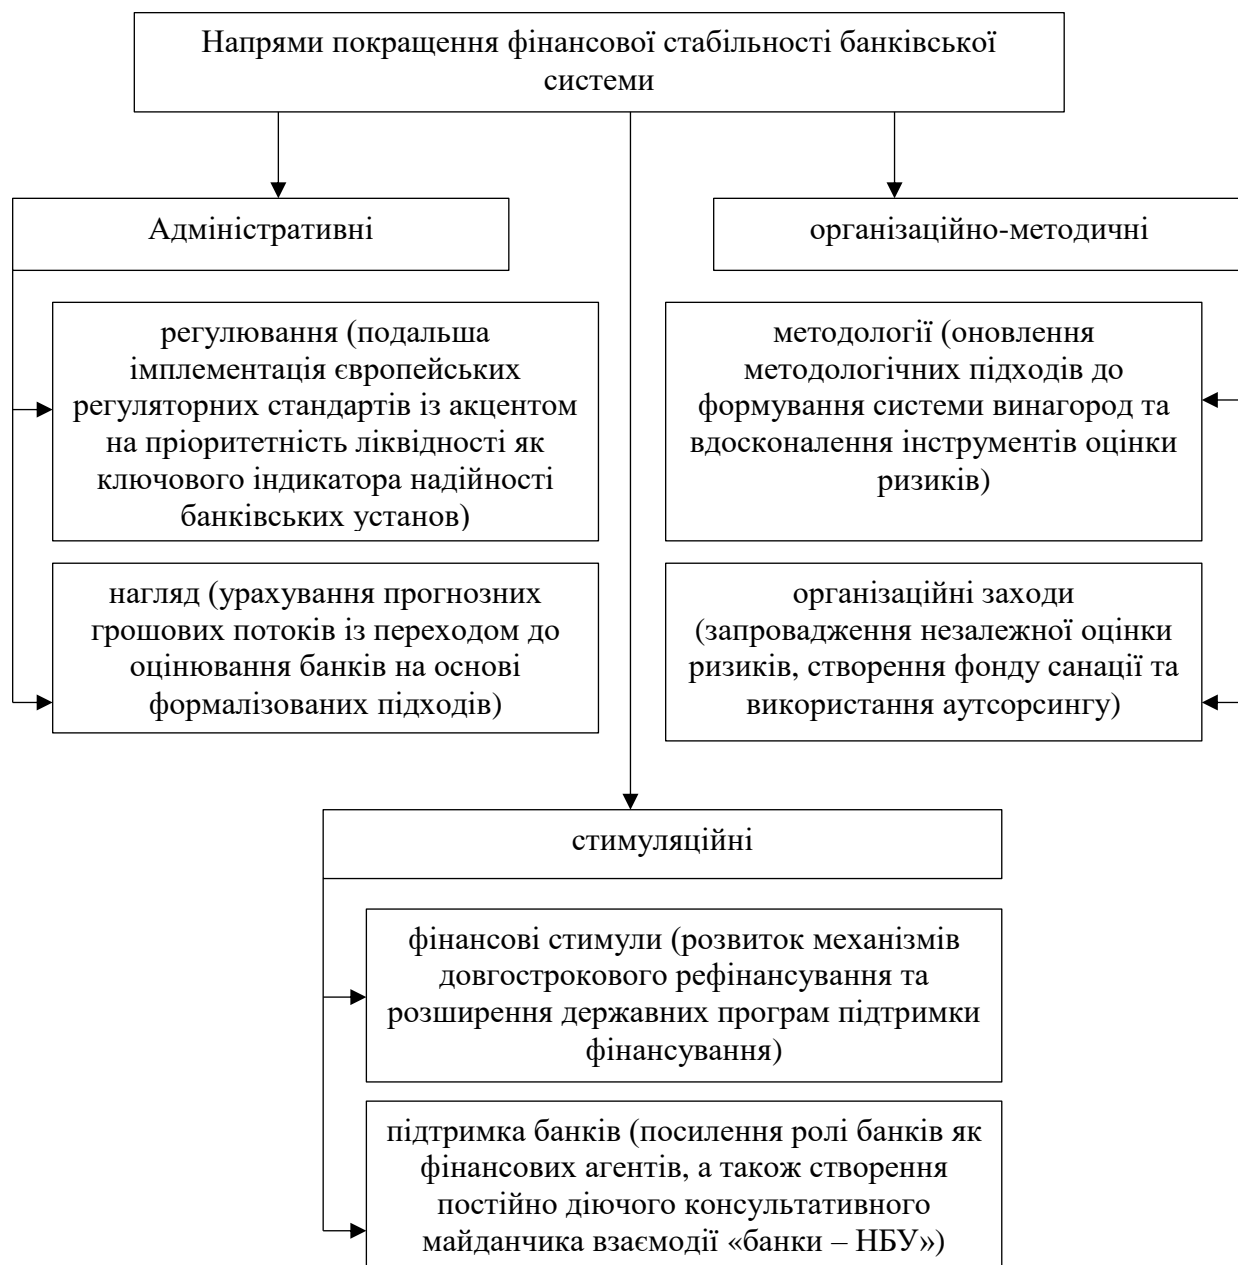 Напрями покращення фінансової стабільності банківської
системи
Адміністративні
регулювання (подальша
імплементація європейських
регуляторних стандартів із акцентом
на пріоритетність ліквідності як
ключового індикатора надійності
банківських установ)
нагляд (урахування прогнозних
грошових потоків із переходом до
оцінювання банків на основі
формалізованих підходів)
організаційно-методичні
методології (оновлення
методологічних підходів до
формування системи винагород та
вдосконалення інструментів оцінки
ризиків)
організаційні заходи
(запровадження незалежної оцінки
ризиків, створення фонду санації та
використання аутсорсингу)
стимуляційні
фінансові стимули (розвиток механізмів
довгострокового рефінансування та
розширення державних програм підтримки
фінансування)
підтримка банків (посилення ролі банків як
фінансових агентів, а також створення
постійно діючого консультативного
майданчика взаємодії «банки – НБУ»)